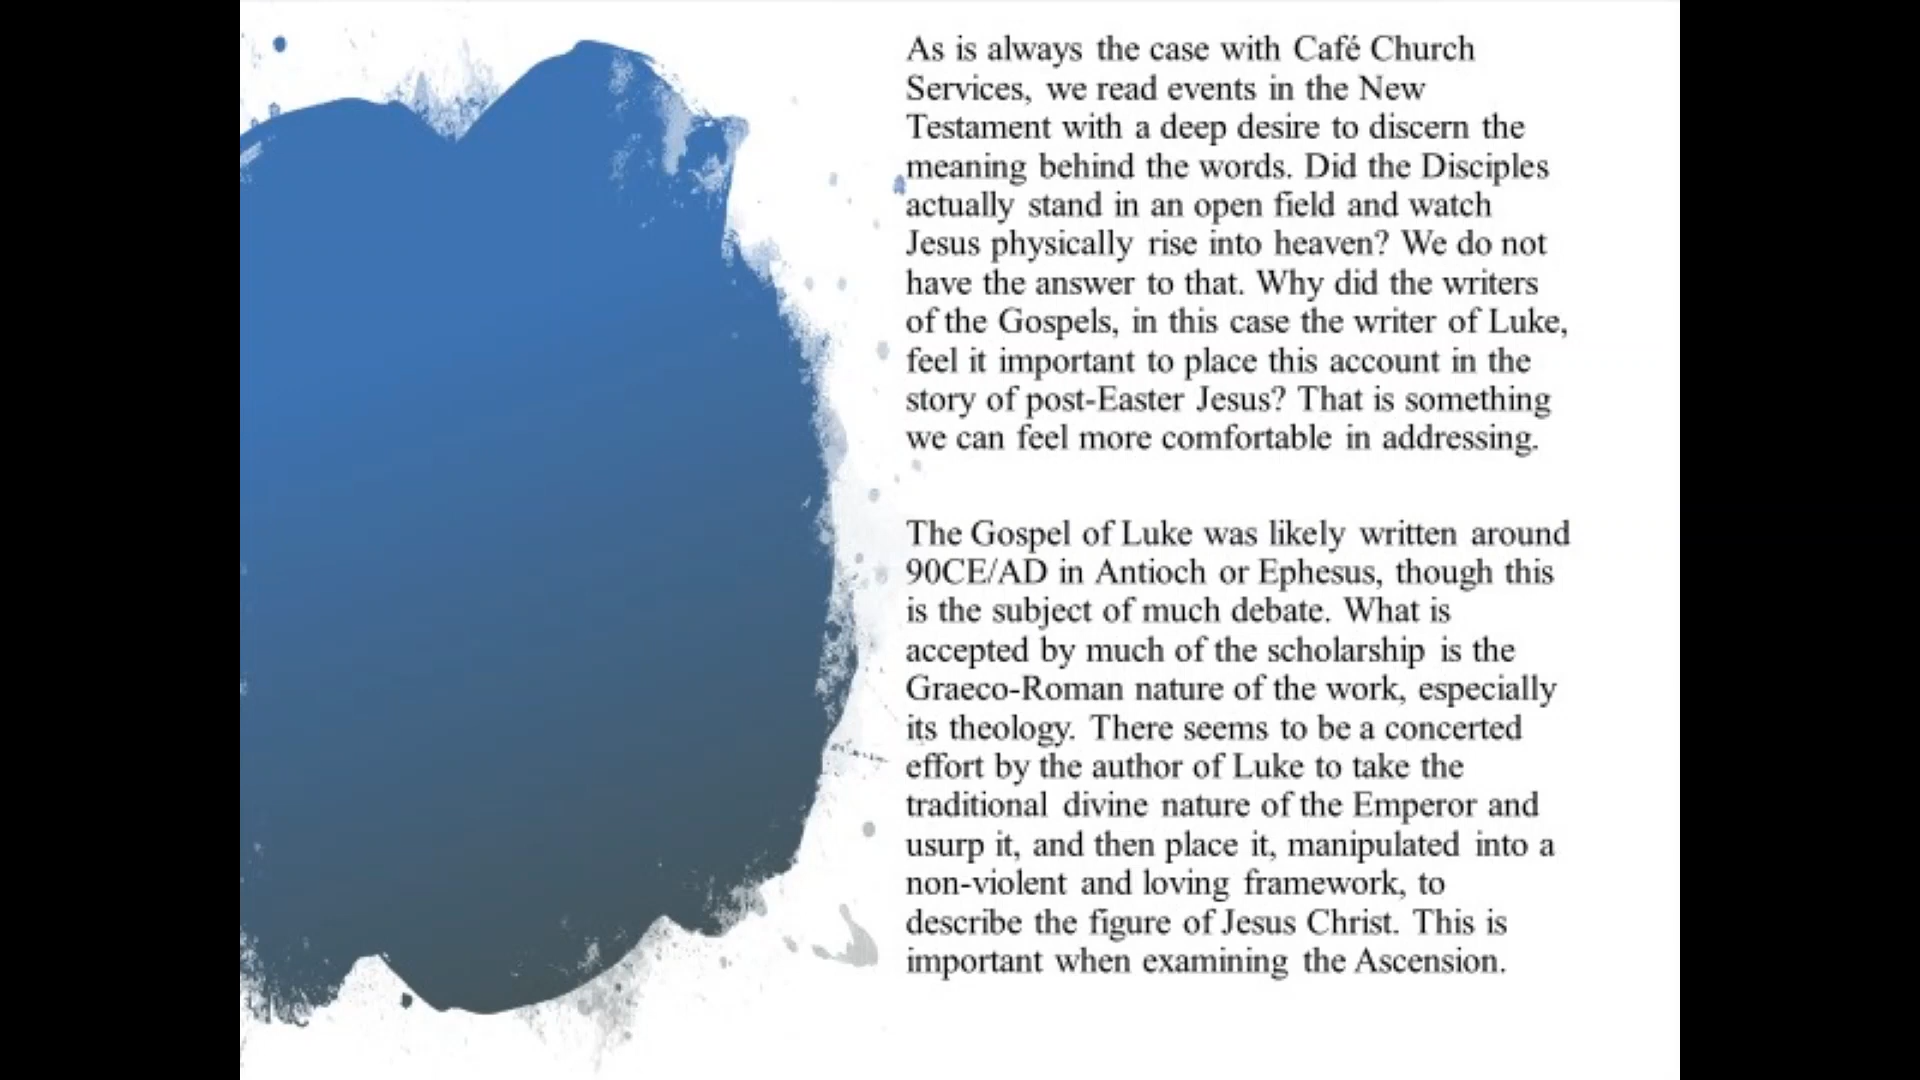 As is always the case with Café Church
Services, we read events in the New
Testament with a deep desire to discern the
meaning behind the words. Did the Disciples
actually stand in an open field and watch
Jesus physically rise into heaven? We do not
have the answer to that. Why did the writers
of the Gospels, in this case the writer of Luke,
feel it important to place this account in the
story of post-Easter Jesus? That is something
we can feel more comfortable in addressing.
The Gospel of Luke was likely written around
90CE/AD in Antioch or Ephesus, though this
is the subject of much debate. What is
accepted by much of the scholarship is the
Graeco-Roman nature of the work, especially
its theology. There seems to be a concerted
effort by the author of Luke to take the
traditional divine nature of the Emperor and
usurp it, and then place it, manipulated into a
non-violent and loving framework, to
describe the figure of Jesus Christ. This is
important when examining the Ascension.